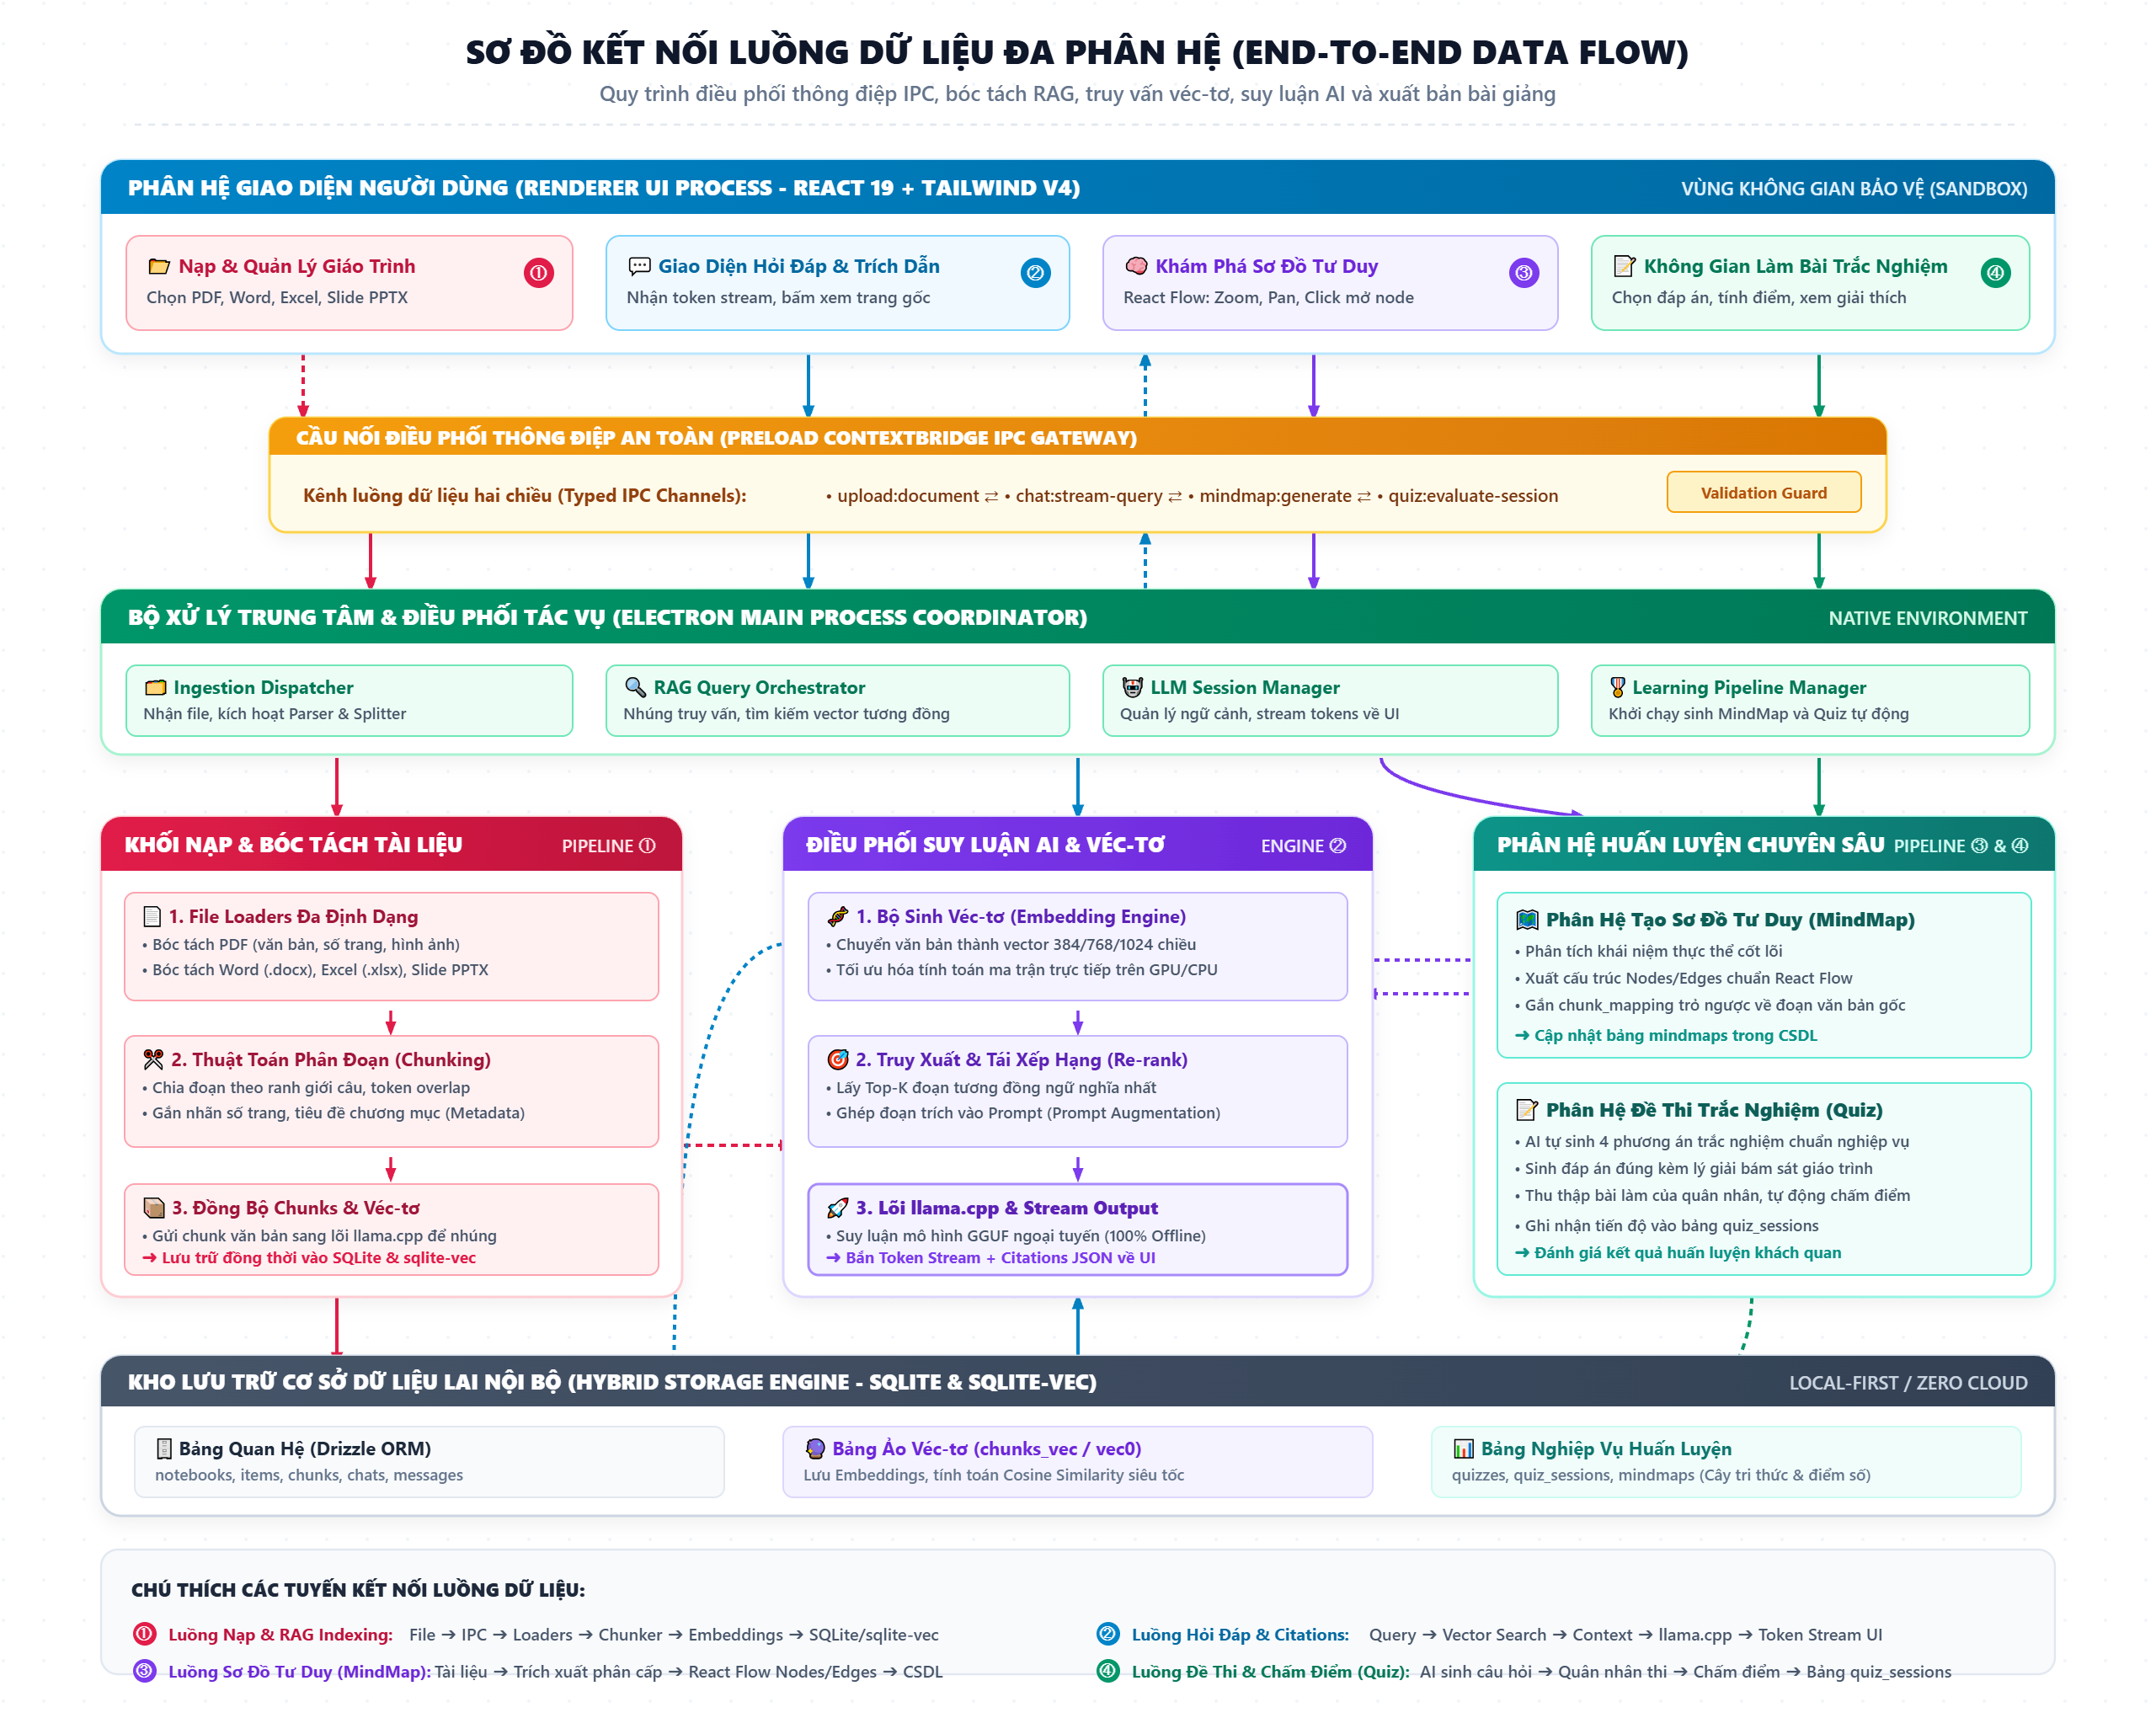 SƠ ĐỒ KẾT NỐI LUỒNG DỮ LIỆU ĐA PHÂN HỆ (END-TO-END DATA FLOW)
Quy trình điều phối thông điệp IPC, bóc tách RAG, truy vấn véc-tơ, suy luận AI và xuất bản bài giảng
PHÂN HỆ GIAO DIỆN NGƯỜI DÙNG (RENDERER UI PROCESS - REACT 19 + TAILWIND V4)
VÙNG KHÔNG GIAN BẢO VỆ (SANDBOX)
📂 Nạp & Quản Lý Giáo Trình
①
Chọn PDF, Word, Excel, Slide PPTX
💬 Giao Diện Hỏi Đáp & Trích Dẫn
②
Nhận token stream, bấm xem trang gốc
🧠 Khám Phá Sơ Đồ Tư Duy
③
React Flow: Zoom, Pan, Click mở node
📝 Không Gian Làm Bài Trắc Nghiệm
④
Chọn đáp án, tính điểm, xem giải thích
CẦU NỐI ĐIỀU PHỐI THÔNG ĐIỆP AN TOÀN (PRELOAD CONTEXTBRIDGE IPC GATEWAY)
Kênh luồng dữ liệu hai chiều (Typed IPC Channels):
• upload:document ⇄ • chat:stream-query ⇄ • mindmap:generate ⇄ • quiz:evaluate-session
Validation Guard
BỘ XỬ LÝ TRUNG TÂM & ĐIỀU PHỐI TÁC VỤ (ELECTRON MAIN PROCESS COORDINATOR)
NATIVE ENVIRONMENT
🗂️ Ingestion Dispatcher
Nhận file, kích hoạt Parser & Splitter
🔍 RAG Query Orchestrator
Nhúng truy vấn, tìm kiếm vector tương đồng
🤖 LLM Session Manager
Quản lý ngữ cảnh, stream tokens về UI
🎖️ Learning Pipeline Manager
Khởi chạy sinh MindMap và Quiz tự động
KHỐI NẠP & BÓC TÁCH TÀI LIỆU
PIPELINE ①
📄 1. File Loaders Đa Định Dạng
• Bóc tách PDF (văn bản, số trang, hình ảnh)
• Bóc tách Word (.docx), Excel (.xlsx), Slide PPTX
✂️ 2. Thuật Toán Phân Đoạn (Chunking)
• Chia đoạn theo ranh giới câu, token overlap
• Gắn nhãn số trang, tiêu đề chương mục (Metadata)
📦 3. Đồng Bộ Chunks & Véc-tơ
• Gửi chunk văn bản sang lõi llama.cpp để nhúng
➜ Lưu trữ đồng thời vào SQLite & sqlite-vec
ĐIỀU PHỐI SUY LUẬN AI & VÉC-TƠ
ENGINE ②
🧬 1. Bộ Sinh Véc-tơ (Embedding Engine)
• Chuyển văn bản thành vector 384/768/1024 chiều
• Tối ưu hóa tính toán ma trận trực tiếp trên GPU/CPU
🎯 2. Truy Xuất & Tái Xếp Hạng (Re-rank)
• Lấy Top-K đoạn tương đồng ngữ nghĩa nhất
• Ghép đoạn trích vào Prompt (Prompt Augmentation)
🚀 3. Lõi llama.cpp & Stream Output
• Suy luận mô hình GGUF ngoại tuyến (100% Offline)
➜ Bắn Token Stream + Citations JSON về UI
PHÂN HỆ HUẤN LUYỆN CHUYÊN SÂU
PIPELINE ③ & ④
🗺️ Phân Hệ Tạo Sơ Đồ Tư Duy (MindMap)
• Phân tích khái niệm thực thể cốt lõi
• Xuất cấu trúc Nodes/Edges chuẩn React Flow
• Gắn chunk_mapping trỏ ngược về đoạn văn bản gốc
➜ Cập nhật bảng mindmaps trong CSDL
📝 Phân Hệ Đề Thi Trắc Nghiệm (Quiz)
• AI tự sinh 4 phương án trắc nghiệm chuẩn nghiệp vụ
• Sinh đáp án đúng kèm lý giải bám sát giáo trình
• Thu thập bài làm của quân nhân, tự động chấm điểm
• Ghi nhận tiến độ vào bảng quiz_sessions
➜ Đánh giá kết quả huấn luyện khách quan
KHO LƯU TRỮ CƠ SỞ DỮ LIỆU LAI NỘI BỘ (HYBRID STORAGE ENGINE - SQLITE & SQLITE-VEC)
LOCAL-FIRST / ZERO CLOUD
🗄️ Bảng Quan Hệ (Drizzle ORM)
notebooks, items, chunks, chats, messages
🔮 Bảng Ảo Véc-tơ (chunks_vec / vec0)
Lưu Embeddings, tính toán Cosine Similarity siêu tốc
📊 Bảng Nghiệp Vụ Huấn Luyện
quizzes, quiz_sessions, mindmaps (Cây tri thức & điểm số)
CHÚ THÍCH CÁC TUYẾN KẾT NỐI LUỒNG DỮ LIỆU:
① Luồng Nạp & RAG Indexing: File ➔ IPC ➔ Loaders ➔ Chunker ➔ Embeddings ➔ SQLite/sqlite-vec
② Luồng Hỏi Đáp & Citations: Query ➔ Vector Search ➔ Context ➔ llama.cpp ➔ Token Stream UI
③ Luồng Sơ Đồ Tư Duy (MindMap): Tài liệu ➔ Trích xuất phân cấp ➔ React Flow Nodes/Edges ➔ CSDL
④ Luồng Đề Thi & Chấm Điểm (Quiz): AI sinh câu hỏi ➔ Quân nhân thi ➔ Chấm điểm ➔ Bảng quiz_sessions